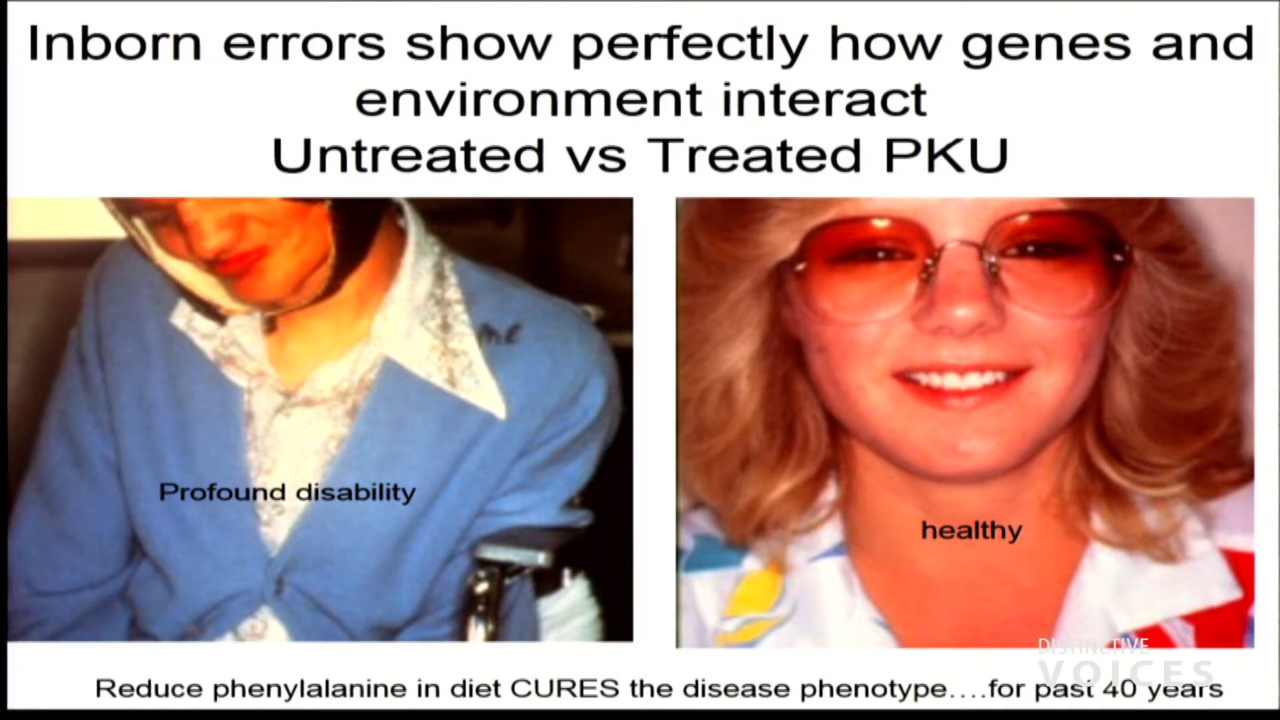 Inborn errors show perfectly how genes and
environment interact
Untreated vs Treated PKU
me
Profound disability
healthy
DISTINCTIVE
VOICES
Reduce phenylalanine in diet CURES the disease phenotype....for past 40 years